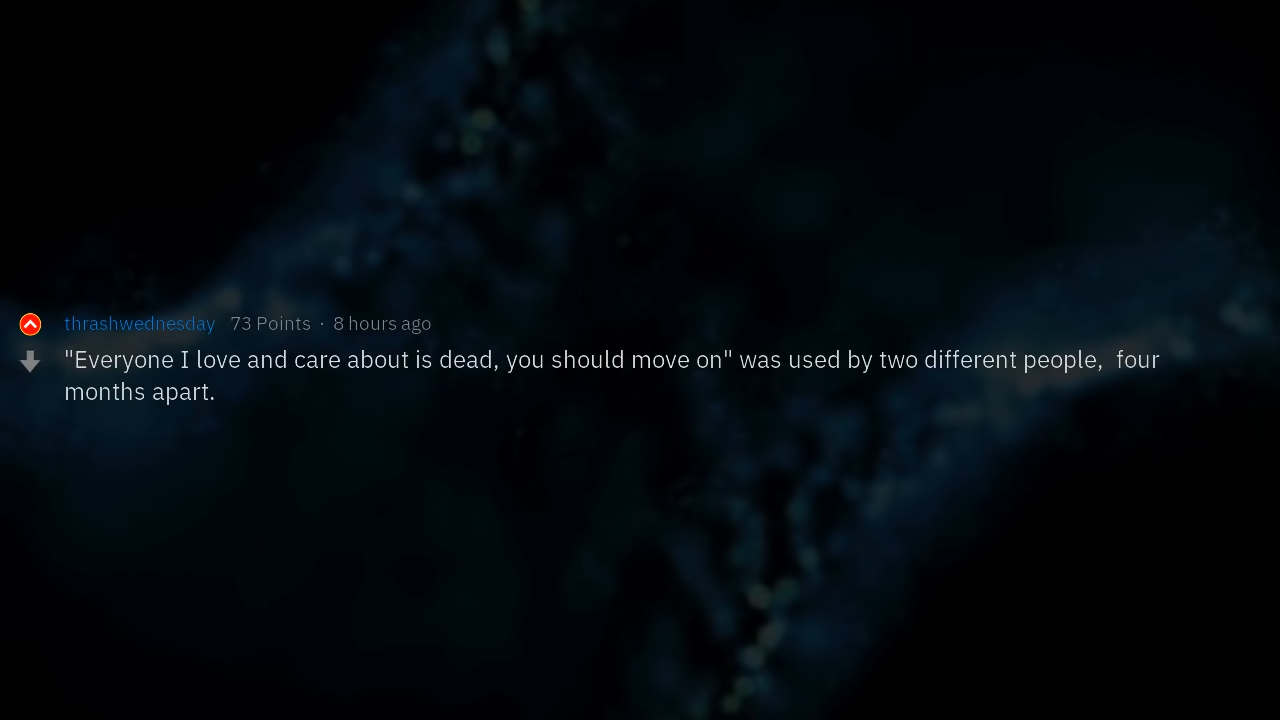 thrashwednesday 73 Points · 8 hours ago
"Everyone I love and care about is dead, you should move on" was used by two different people,  four
months apart.